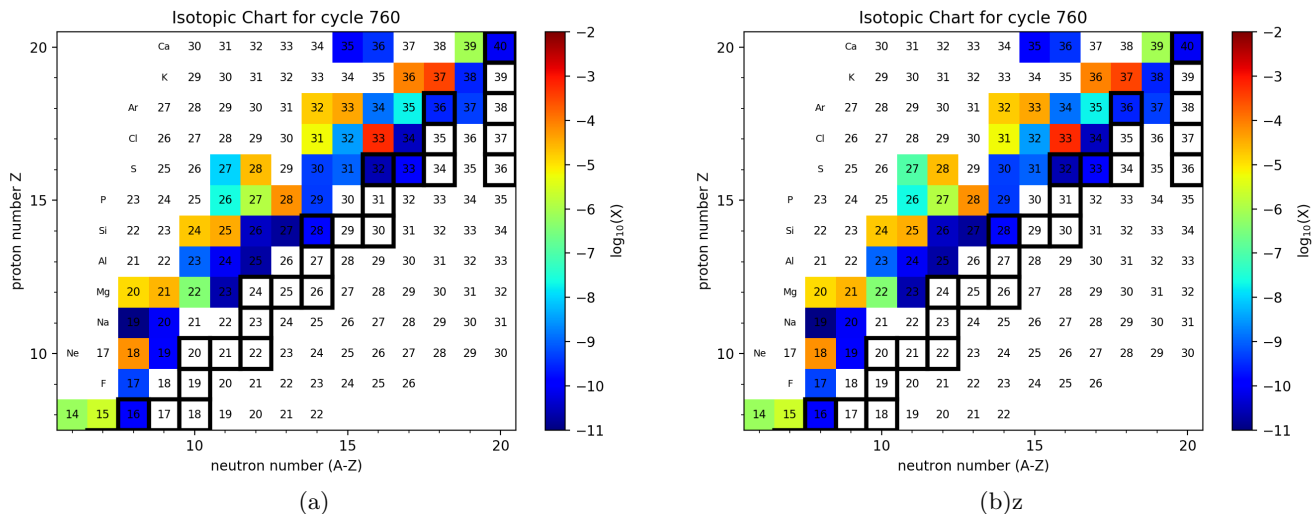 Isotopic Chart for cycle 760
20
Ca 30 31 32 33 34 35 36 37 38 39 40
K 29 30 31 32 33 34 35 36 37 38 39
Ar 27 28 29 30 31 32 33 34 35 36 37 38
Cl 26 27 28 29 30 31 32 33 34 35 36 37
S 25 26 27 28 29 30 31 32 33 34 35 36
15
P 23 24 25 26 27 28 29 30 31 32 33 34 35
Si 22 23 24 25 26 27 28 29 30 31 32 33 34
Al 21 22 23 24 25 26 27 28 29 30 31 32 33
Mg 20 21 22 23 24 25 26 27 28 29 30 31 32
Na 19 20 21 22 23 24 25 26 27 28 29 30 31
10
Ne 17 18 19 20 21 22 23 24 25 26 27 28 29 30
F 17 18 19 20 21 22 23 24 25 26
14 15 16 17 18 19 20 21 22
10 15 20
proton number Z
neutron number (A-Z)
−2
−3
−4
−5
−6
−7
−8
−9
−10
−11
log10(X)
(a)
Isotopic Chart for cycle 760
20
Ca 30 31 32 33 34 35 36 37 38 39 40
K 29 30 31 32 33 34 35 36 37 38 39
Ar 27 28 29 30 31 32 33 34 35 36 37 38
Cl 26 27 28 29 30 31 32 33 34 35 36 37
S 25 26 27 28 29 30 31 32 33 34 35 36
15
P 23 24 25 26 27 28 29 30 31 32 33 34 35
Si 22 23 24 25 26 27 28 29 30 31 32 33 34
Al 21 22 23 24 25 26 27 28 29 30 31 32 33
Mg 20 21 22 23 24 25 26 27 28 29 30 31 32
Na 19 20 21 22 23 24 25 26 27 28 29 30 31
10
Ne 17 18 19 20 21 22 23 24 25 26 27 28 29 30
F 17 18 19 20 21 22 23 24 25 26
14 15 16 17 18 19 20 21 22
10 15 20
proton number Z
neutron number (A-Z)
−2
−3
−4
−5
−6
−7
−8
−9
−10
−11
log10(X)
(b)z